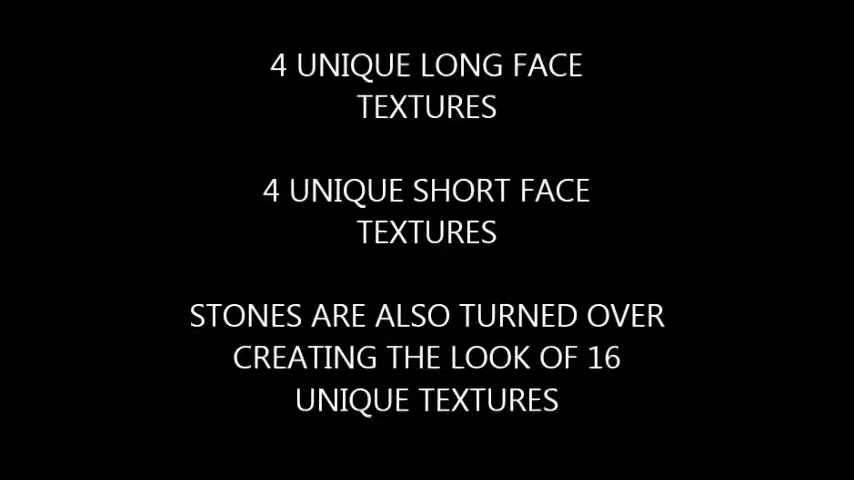 4 UNIQUE LONG FACE
TEXTURES
4 UNIQUE SHORT FACE
TEXTURES
STONES ARE ALSO TURNED OVER
CREATING THE LOOK OF 16
UNIQUE TEXTURES